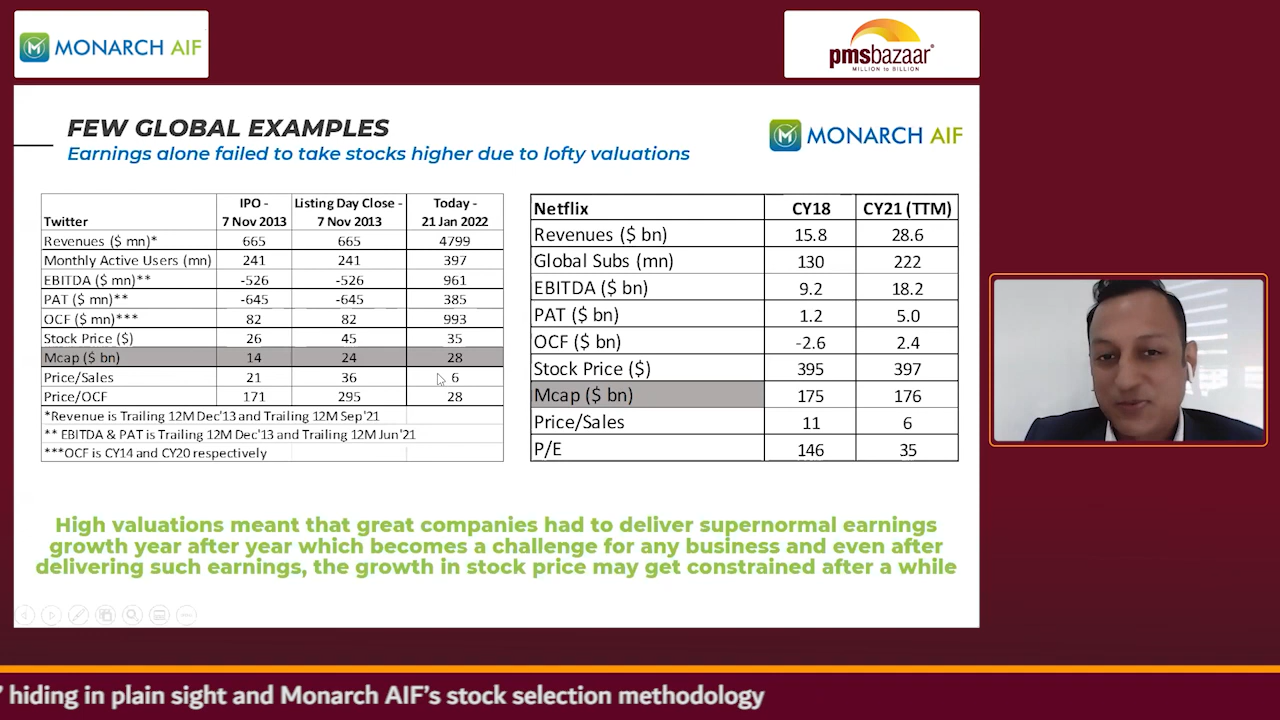 MONARCH AIF
pmsbazaar
MILLION to BILLION
FEW GLOBAL EXAMPLES
Earnings alone failed to take stocks higher due to lofty valuations
MONARCH AIF
Twitter | IPO - 7 Nov 2013 | Listing Day Close - 7 Nov 2013 | Today - 21 Jan 2022
Revenues ($ mn)* | 665 | 665 | 4799
Monthly Active Users (mn) | 241 | 241 | 397
EBITDA ($ mn)** | -526 | -526 | 961
PAT ($ mn)** | -645 | -645 | 385
OCF ($ mn)*** | 82 | 82 | 993
Stock Price ($) | 26 | 45 | 35
Mcap ($ bn) | 14 | 24 | 28
Price/Sales | 21 | 36 | 6
Price/OCF | 171 | 295 | 28
*Revenue is Trailing 12M Dec'13 and Trailing 12M Sep'21
** EBITDA & PAT is Trailing 12M Dec'13 and Trailing 12M Jun'21
***OCF is CY14 and CY20 respectively
Netflix | CY18 | CY21 (TTM)
Revenues ($ bn) | 15.8 | 28.6
Global Subs (mn) | 130 | 222
EBITDA ($ bn) | 9.2 | 18.2
PAT ($ bn) | 1.2 | 5.0
OCF ($ bn) | -2.6 | 2.4
Stock Price ($) | 395 | 397
Mcap ($ bn) | 175 | 176
Price/Sales | 11 | 6
P/E | 146 | 35
High valuations meant that great companies had to deliver supernormal earnings
growth year after year which becomes a challenge for any business and even after
delivering such earnings, the growth in stock price may get constrained after a while
' hiding in plain sight and Monarch AIF's stock selection methodology